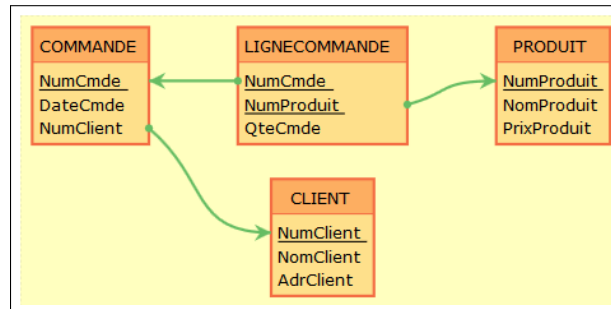 COMMANDE
NumCmde
DateCmde
NumClient
LIGNECOMMANDE
NumCmde
NumProduit
QteCmde
PRODUIT
NumProduit
NomProduit
PrixProduit
CLIENT
NumClient
NomClient
AdrClient